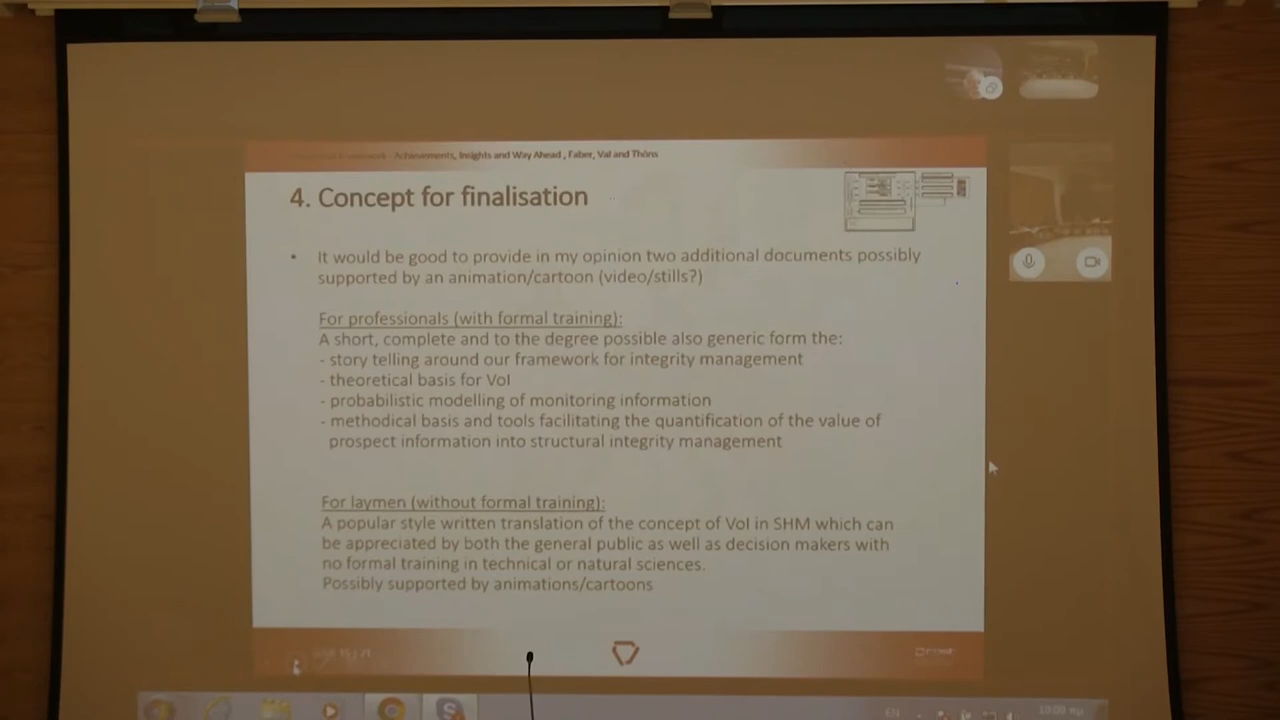 Achievements, Insights and Way Ahead , Faber, Val and Thöns
4. Concept for finalisation
• It would be good to provide in my opinion two additional documents possibly
supported by an animation/cartoon (video/stills?)
For professionals (with formal training):
A short, complete and to the degree possible also generic form the:
- story telling around our framework for integrity management
- theoretical basis for VoI
- probabilistic modelling of monitoring information
- methodical basis and tools facilitating the quantification of the value of
prospect information into structural integrity management
For laymen (without formal training):
A popular style written translation of the concept of VoI in SHM which can
be appreciated by both the general public as well as decision makers with
no formal training in technical or natural sciences.
Possibly supported by animations/cartoons
EN
10:00 πμ